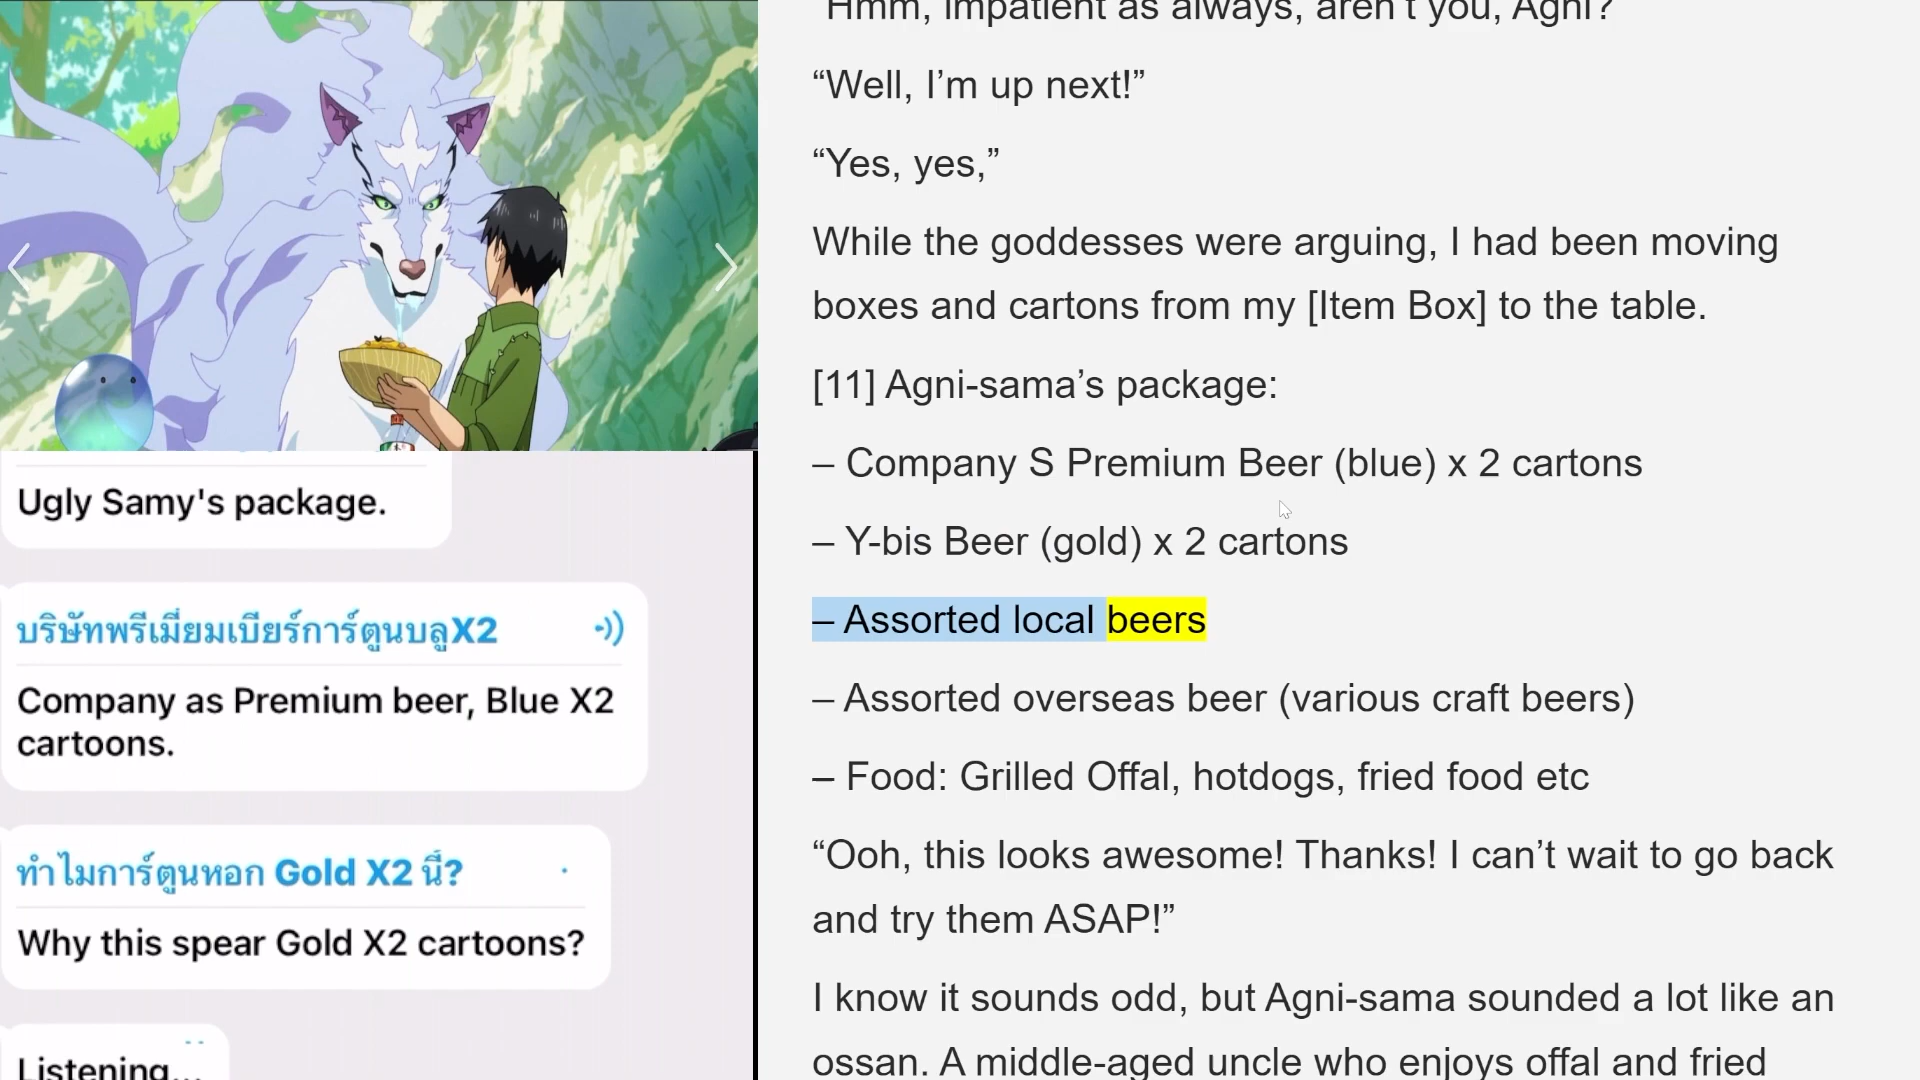 “Hmm, impatient as always, aren’t you, Agni?
“Well, I’m up next!”
“Yes, yes,”
While the goddesses were arguing, I had been moving
boxes and cartons from my [Item Box] to the table.
[11] Agni-sama’s package:
– Company S Premium Beer (blue) x 2 cartons
– Y-bis Beer (gold) x 2 cartons
– Assorted local beers
– Assorted overseas beer (various craft beers)
– Food: Grilled Offal, hotdogs, fried food etc
“Ooh, this looks awesome! Thanks! I can’t wait to go back
and try them ASAP!”
I know it sounds odd, but Agni-sama sounded a lot like an
ossan. A middle-aged uncle who enjoys offal and fried
Ugly Samy's package.
บริษัทพรีเมี่ยมเบียร์การ์ตูนบลูX2
Company as Premium beer, Blue X2
cartoons.
ทำไมการ์ตูนหอก Gold X2 นี้?
Why this spear Gold X2 cartoons?
Listening...